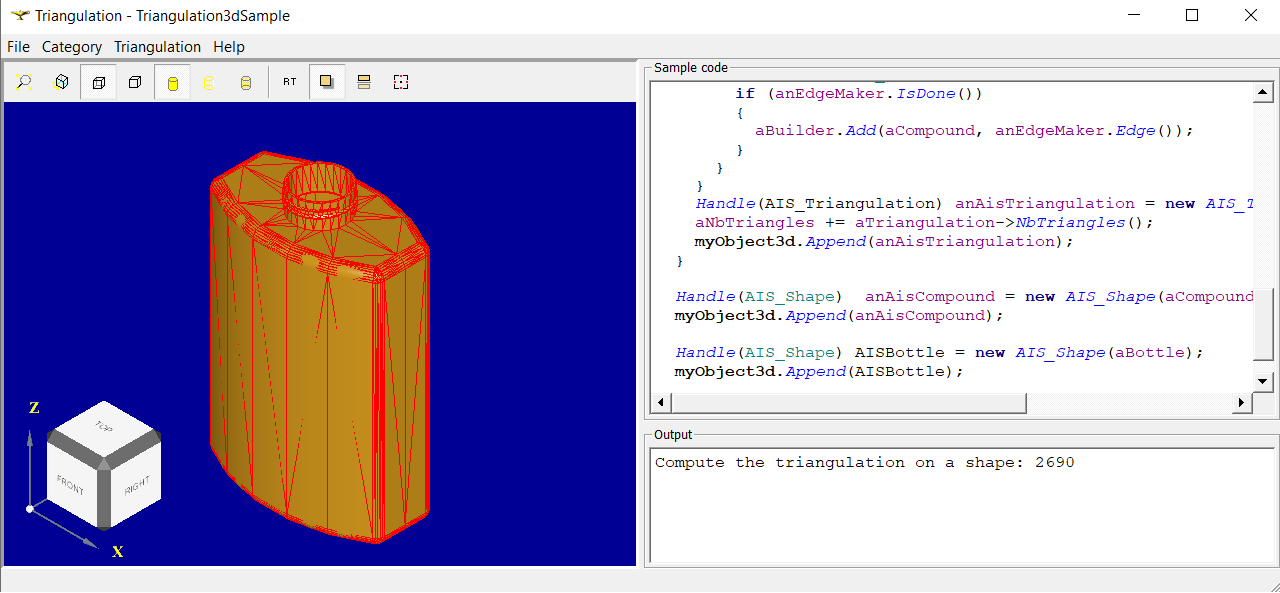 Triangulation - Triangulation3dSample
File Category Triangulation Help
RT
Sample code
if (anEdgeMaker.IsDone())
{
aBuilder.Add(aCompound, anEdgeMaker.Edge());
}
}
}
Handle(AIS_Triangulation) anAisTriangulation = new AIS_T
aNbTriangles += aTriangulation->NbTriangles();
myObject3d.Append(anAisTriangulation);
}
Handle(AIS_Shape) anAisCompound = new AIS_Shape(aCompound
myObject3d.Append(anAisCompound);
Handle(AIS_Shape) AISBottle = new AIS_Shape(aBottle);
myObject3d.Append(AISBottle);
Z
TOP
FRONT
RIGHT
X
Output
Compute the triangulation on a shape: 2690